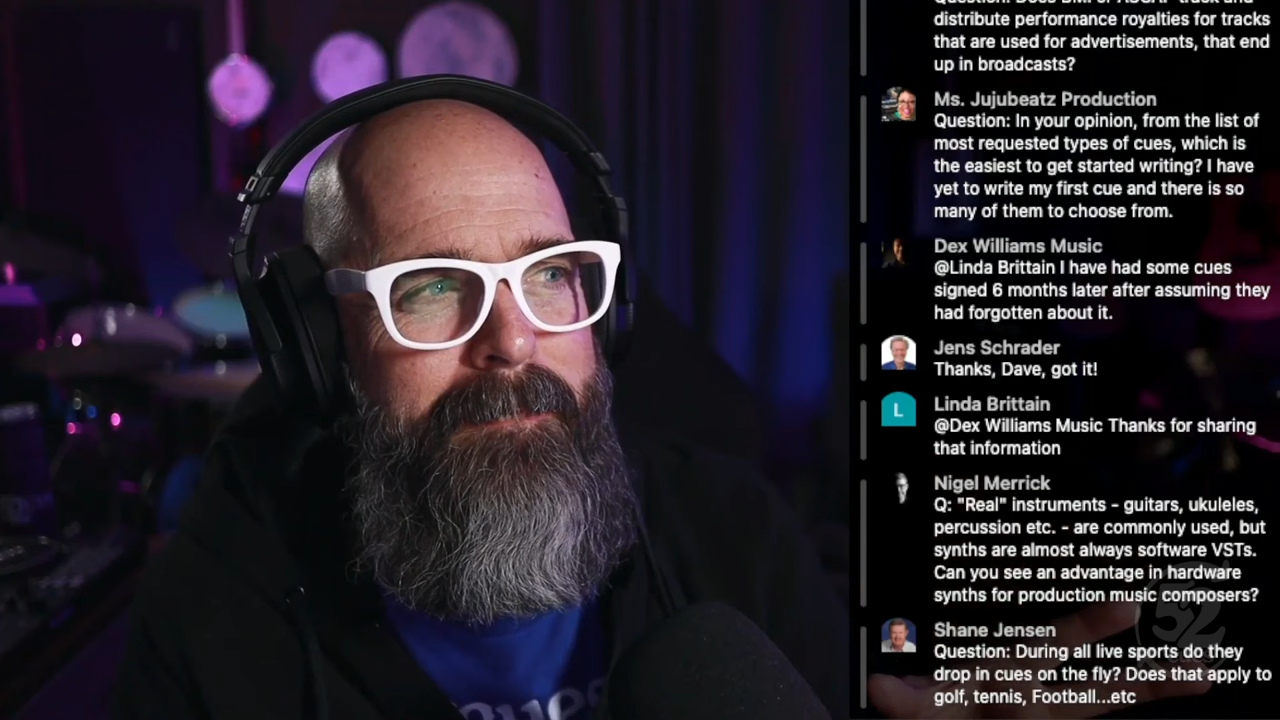 distribute performance royalties for tracks
that are used for advertisements, that end
up in broadcasts?
Ms. Jujubeatz Production
Question: In your opinion, from the list of
most requested types of cues, which is
the easiest to get started writing? I have
yet to write my first cue and there is so
many of them to choose from.
Dex Williams Music
@Linda Brittain I have had some cues
signed 6 months later after assuming they
had forgotten about it.
Jens Schrader
Thanks, Dave, got it!
L
Linda Brittain
@Dex Williams Music Thanks for sharing
that information
Nigel Merrick
Q: "Real" instruments - guitars, ukuleles,
percussion etc. - are commonly used, but
synths are almost always software VSTs.
Can you see an advantage in hardware
synths for production music composers?
52
Shane Jensen
Question: During all live sports do they
drop in cues on the fly? Does that apply to
golf, tennis, Football...etc